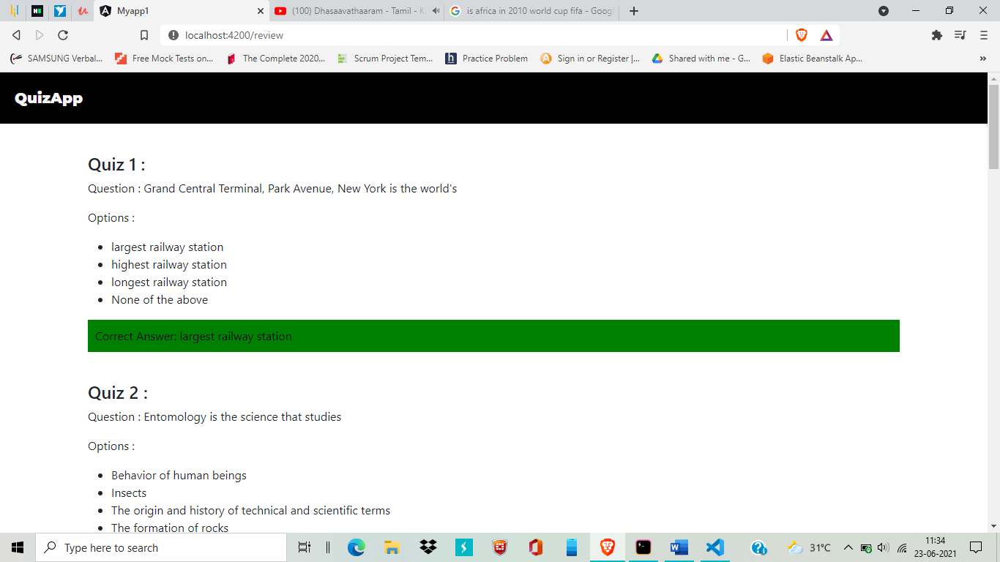 Myapp1
(100) Dhasaavathaaram - Tamil - K
is africa in 2010 world cup fifa - Goog
localhost:4200/review
SAMSUNG Verbal...
Free Mock Tests on...
The Complete 2020...
Scrum Project Tem...
Practice Problem
Sign in or Register |...
Shared with me - G...
Elastic Beanstalk Ap...
»
QuizApp
Quiz 1 :
Question : Grand Central Terminal, Park Avenue, New York is the world's
Options :
largest railway station
highest railway station
longest railway station
None of the above
Correct Answer: largest railway station
Quiz 2 :
Question : Entomology is the science that studies
Options :
Behavior of human beings
Insects
The origin and history of technical and scientific terms
The formation of rocks
Type here to search
31°C
11:34
23-06-2021